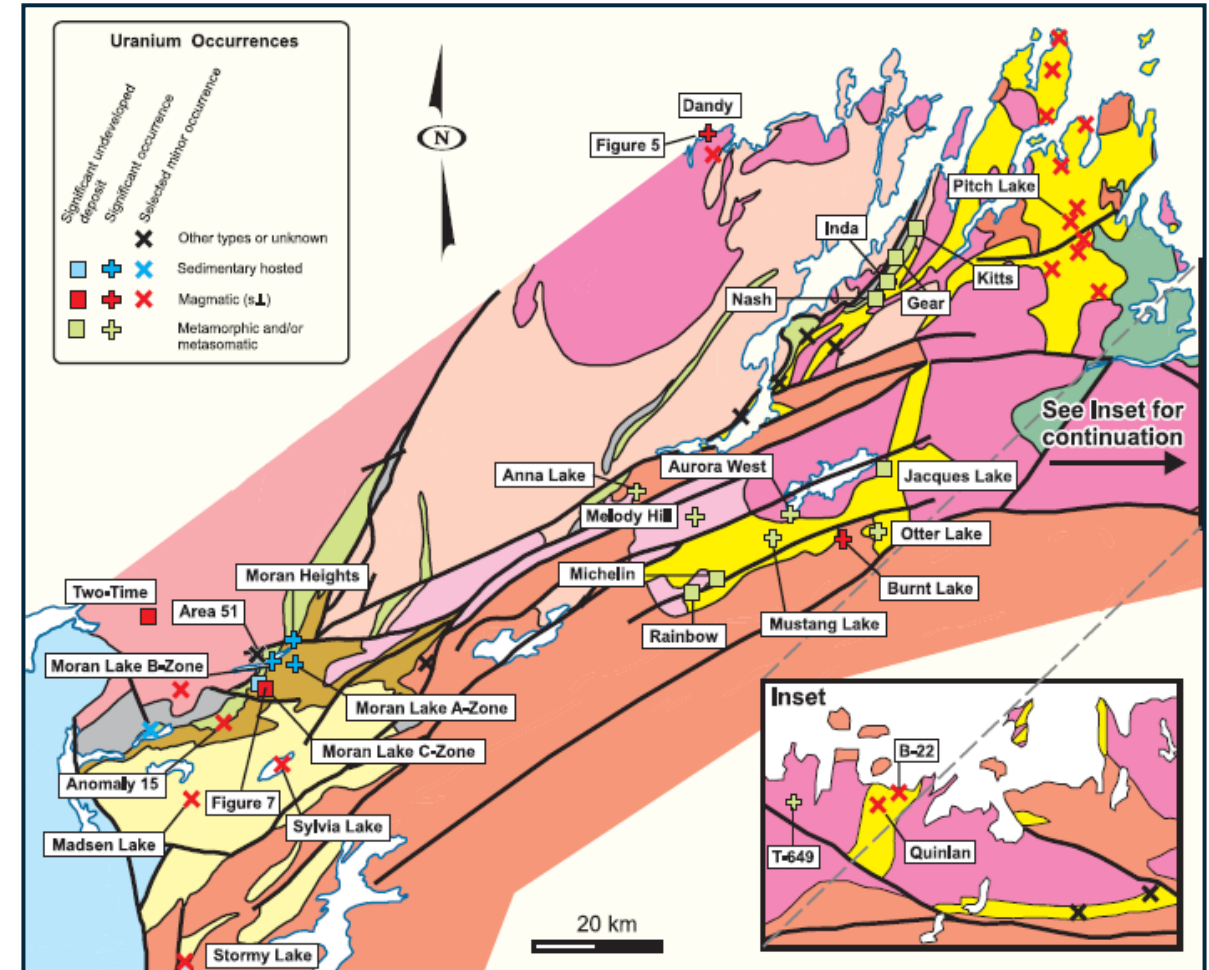 Uranium Occurrences
Significant undeveloped
deposit
Significant occurrence
Selected minor occurrence
Other types or unknown
Sedimentary hosted
Magmatic (s.l.)
Metamorphic and/or
metasomatic
N
Dandy
Figure 5
Pitch Lake
Inda
Kitts
Nash
Gear
See Inset for
continuation
Anna Lake
Aurora West
Jacques Lake
Melody Hill
Otter Lake
Michelin
Burnt Lake
Rainbow
Mustang Lake
Moran Heights
Two-Time
Area 51
Moran Lake B-Zone
Moran Lake A-Zone
Moran Lake C-Zone
Anomaly 15
Figure 7
Sylvia Lake
Madsen Lake
Stormy Lake
20 km
Inset
B-22
T-649
Quinlan